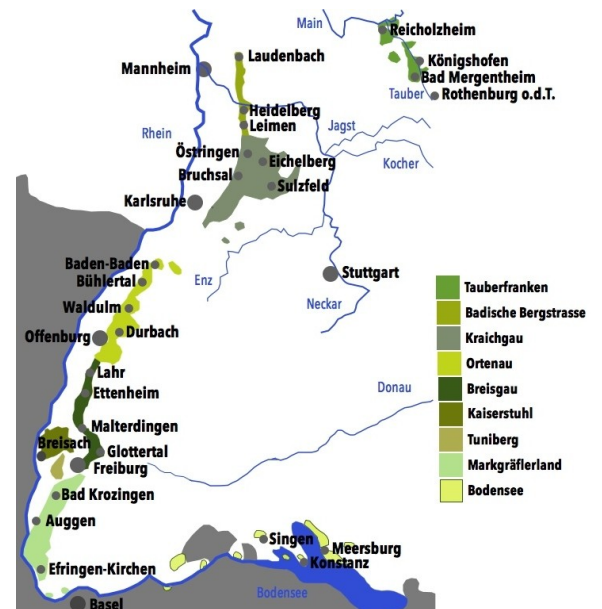 Main
Reicholzheim
Laudenbach
Königshofen
Mannheim
Bad Mergentheim
Tauber
Rothenburg o.d.T.
Heidelberg
Leimen
Jagst
Rhein
Östringen
Eichelberg
Kocher
Bruchsal
Sulzfeld
Karlsruhe
Baden-Baden
Stuttgart
Bühlertal
Enz
Neckar
Waldulm
Durbach
Offenburg
Lahr
Ettenheim
Donau
Malterdingen
Breisach
Glottertal
Freiburg
Bad Krozingen
Auggen
Singen
Meersburg
Konstanz
Efringen-Kirchen
Bodensee
Basel
Tauberfranken
Badische Bergstrasse
Kraichgau
Ortenau
Breisgau
Kaiserstuhl
Tuniberg
Markgräflerland
Bodensee